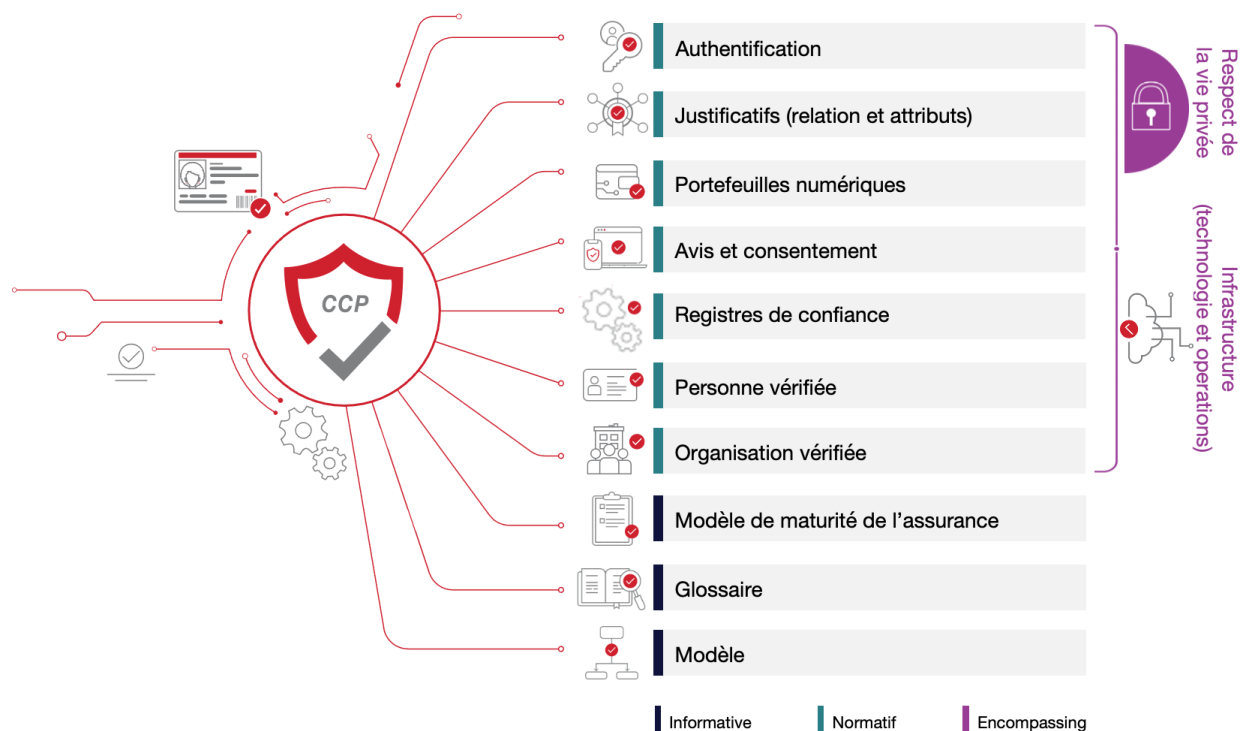 CCP
Authentification
Justificatifs (relation et attributs)
Portefeuilles numériques
Avis et consentement
Registres de confiance
Personne vérifiée
Organisation vérifiée
Modèle de maturité de l’assurance
Glossaire
Modèle
Respect de
la vie privée
Infrastructure
(technologie et operations)
Informative
Normatif
Encompassing